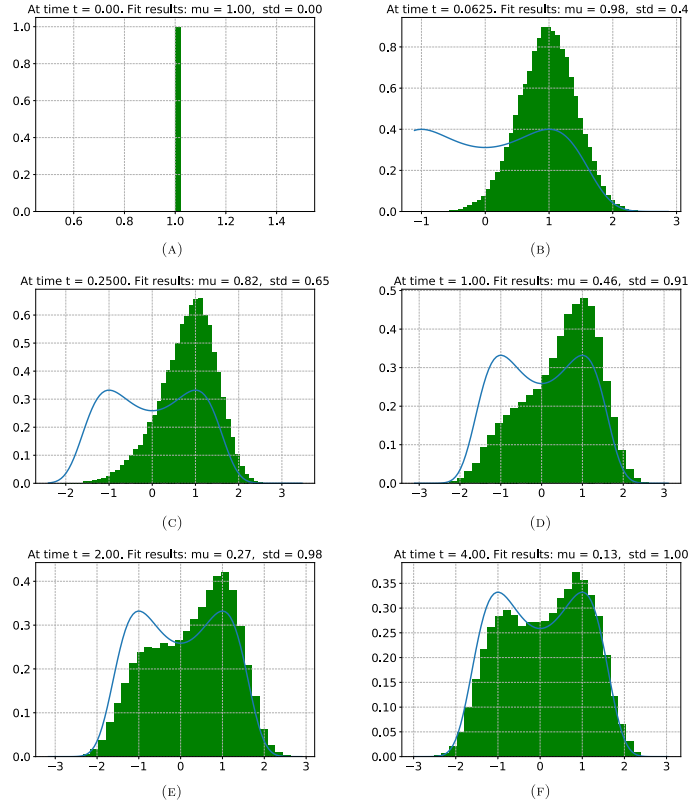 At time t = 0.00. Fit results: mu = 1.00, std = 0.00
1.0
0.8
0.6
0.4
0.2
0.0
0.6 0.8 1.0 1.2 1.4
(A)
At time t = 0.0625. Fit results: mu = 0.98, std = 0.4
0.8
0.6
0.4
0.2
0.0
−1 0 1 2 3
(B)
At time t = 0.2500. Fit results: mu = 0.82, std = 0.65
0.6
0.5
0.4
0.3
0.2
0.1
0.0
−2 −1 0 1 2 3
(C)
At time t = 1.00. Fit results: mu = 0.46, std = 0.91
0.5
0.4
0.3
0.2
0.1
0.0
−3 −2 −1 0 1 2 3
(D)
At time t = 2.00. Fit results: mu = 0.27, std = 0.98
0.4
0.3
0.2
0.1
0.0
−3 −2 −1 0 1 2 3
(E)
At time t = 4.00. Fit results: mu = 0.13, std = 1.00
0.35
0.30
0.25
0.20
0.15
0.10
0.05
0.00
−3 −2 −1 0 1 2 3
(F)